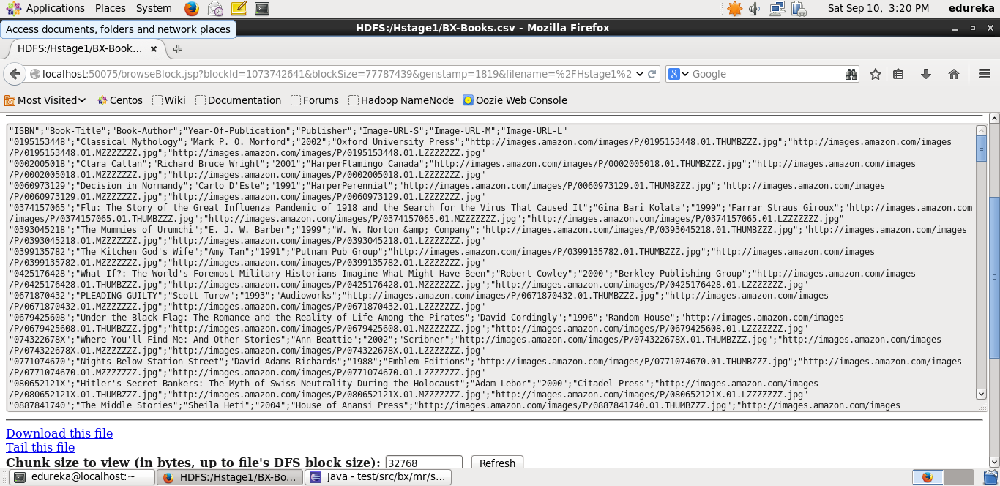 Applications Places System Sat Sep 10, 3:20 PM edureka
Access documents, folders and network places
HDFS:/Hstage1/BX-Books.csv - Mozilla Firefox
HDFS:/Hstage1/BX-Book...
localhost:50075/browseBlock.jsp?blockId=1073742641&blockSize=77787439&genstamp=1819&filename=%2FHstage1%2 Google
Most Visited Centos Wiki Documentation Forums Hadoop NameNode Oozie Web Console
"ISBN";"Book-Title";"Book-Author";"Year-Of-Publication";"Publisher";"Image-URL-S";"Image-URL-M";"Image-URL-L"
"0195153448";"Classical Mythology";"Mark P. O. Morford";"2002";"Oxford University Press";"http://images.amazon.com/images/P/0195153448.01.THUMBZZZ.jpg";"http://images.amazon.com/images
/P/0195153448.01.MZZZZZZZ.jpg";"http://images.amazon.com/images/P/0195153448.01.LZZZZZZZ.jpg"
"0002005018";"Clara Callan";"Richard Bruce Wright";"2001";"HarperFlamingo Canada";"http://images.amazon.com/images/P/0002005018.01.THUMBZZZ.jpg";"http://images.amazon.com/images
/P/0002005018.01.MZZZZZZZ.jpg";"http://images.amazon.com/images/P/0002005018.01.LZZZZZZZ.jpg"
"0060973129";"Decision in Normandy";"Carlo D'Este";"1991";"HarperPerennial";"http://images.amazon.com/images/P/0060973129.01.THUMBZZZ.jpg";"http://images.amazon.com/images
/P/0060973129.01.MZZZZZZZ.jpg";"http://images.amazon.com/images/P/0060973129.01.LZZZZZZZ.jpg"
"0374157065";"Flu: The Story of the Great Influenza Pandemic of 1918 and the Search for the Virus That Caused It";"Gina Bari Kolata";"1999";"Farrar Straus Giroux";"http://images.amazon.com
/images/P/0374157065.01.THUMBZZZ.jpg";"http://images.amazon.com/images/P/0374157065.01.MZZZZZZZ.jpg";"http://images.amazon.com/images/P/0374157065.01.LZZZZZZZ.jpg"
"0393045218";"The Mummies of Urumchi";"E. J. W. Barber";"1999";"W. W. Norton &amp; Company";"http://images.amazon.com/images/P/0393045218.01.THUMBZZZ.jpg";"http://images.amazon.com/images
/P/0393045218.01.MZZZZZZZ.jpg";"http://images.amazon.com/images/P/0393045218.01.LZZZZZZZ.jpg"
"0399135782";"The Kitchen God's Wife";"Amy Tan";"1991";"Putnam Pub Group";"http://images.amazon.com/images/P/0399135782.01.THUMBZZZ.jpg";"http://images.amazon.com/images
/P/0399135782.01.MZZZZZZZ.jpg";"http://images.amazon.com/images/P/0399135782.01.LZZZZZZZ.jpg"
"0425176428";"What If?: The World's Foremost Military Historians Imagine What Might Have Been";"Robert Cowley";"2000";"Berkley Publishing Group";"http://images.amazon.com/images
/P/0425176428.01.THUMBZZZ.jpg";"http://images.amazon.com/images/P/0425176428.01.MZZZZZZZ.jpg";"http://images.amazon.com/images/P/0425176428.01.LZZZZZZZ.jpg"
"0671870432";"PLEADING GUILTY";"Scott Turow";"1993";"Audioworks";"http://images.amazon.com/images/P/0671870432.01.THUMBZZZ.jpg";"http://images.amazon.com/images
/P/0671870432.01.MZZZZZZZ.jpg";"http://images.amazon.com/images/P/0671870432.01.LZZZZZZZ.jpg"
"0679425608";"Under the Black Flag: The Romance and the Reality of Life Among the Pirates";"David Cordingly";"1996";"Random House";"http://images.amazon.com/images
/P/0679425608.01.THUMBZZZ.jpg";"http://images.amazon.com/images/P/0679425608.01.MZZZZZZZ.jpg";"http://images.amazon.com/images/P/0679425608.01.LZZZZZZZ.jpg"
"074322678X";"Where You'll Find Me: And Other Stories";"Ann Beattie";"2002";"Scribner";"http://images.amazon.com/images/P/074322678X.01.THUMBZZZ.jpg";"http://images.amazon.com/images
/P/074322678X.01.MZZZZZZZ.jpg";"http://images.amazon.com/images/P/074322678X.01.LZZZZZZZ.jpg"
"0771074670";"Nights Below Station Street";"David Adams Richards";"1988";"Emblem Editions";"http://images.amazon.com/images/P/0771074670.01.THUMBZZZ.jpg";"http://images.amazon.com/images
/P/0771074670.01.MZZZZZZZ.jpg";"http://images.amazon.com/images/P/0771074670.01.LZZZZZZZ.jpg"
"080652121X";"Hitler's Secret Bankers: The Myth of Swiss Neutrality During the Holocaust";"Adam Lebor";"2000";"Citadel Press";"http://images.amazon.com/images
/P/080652121X.01.THUMBZZZ.jpg";"http://images.amazon.com/images/P/080652121X.01.MZZZZZZZ.jpg";"http://images.amazon.com/images/P/080652121X.01.LZZZZZZZ.jpg"
"0887841740";"The Middle Stories";"Sheila Heti";"2004";"House of Anansi Press";"http://images.amazon.com/images/P/0887841740.01.THUMBZZZ.jpg";"http://images.amazon.com/images
Download this file
Tail this file
Chunk size to view (in bytes, up to file's DFS block size): 32768 Refresh
edureka@localhost:~ HDFS:/Hstage1/BX-Bo... Java - test/src/bx/mr/s...